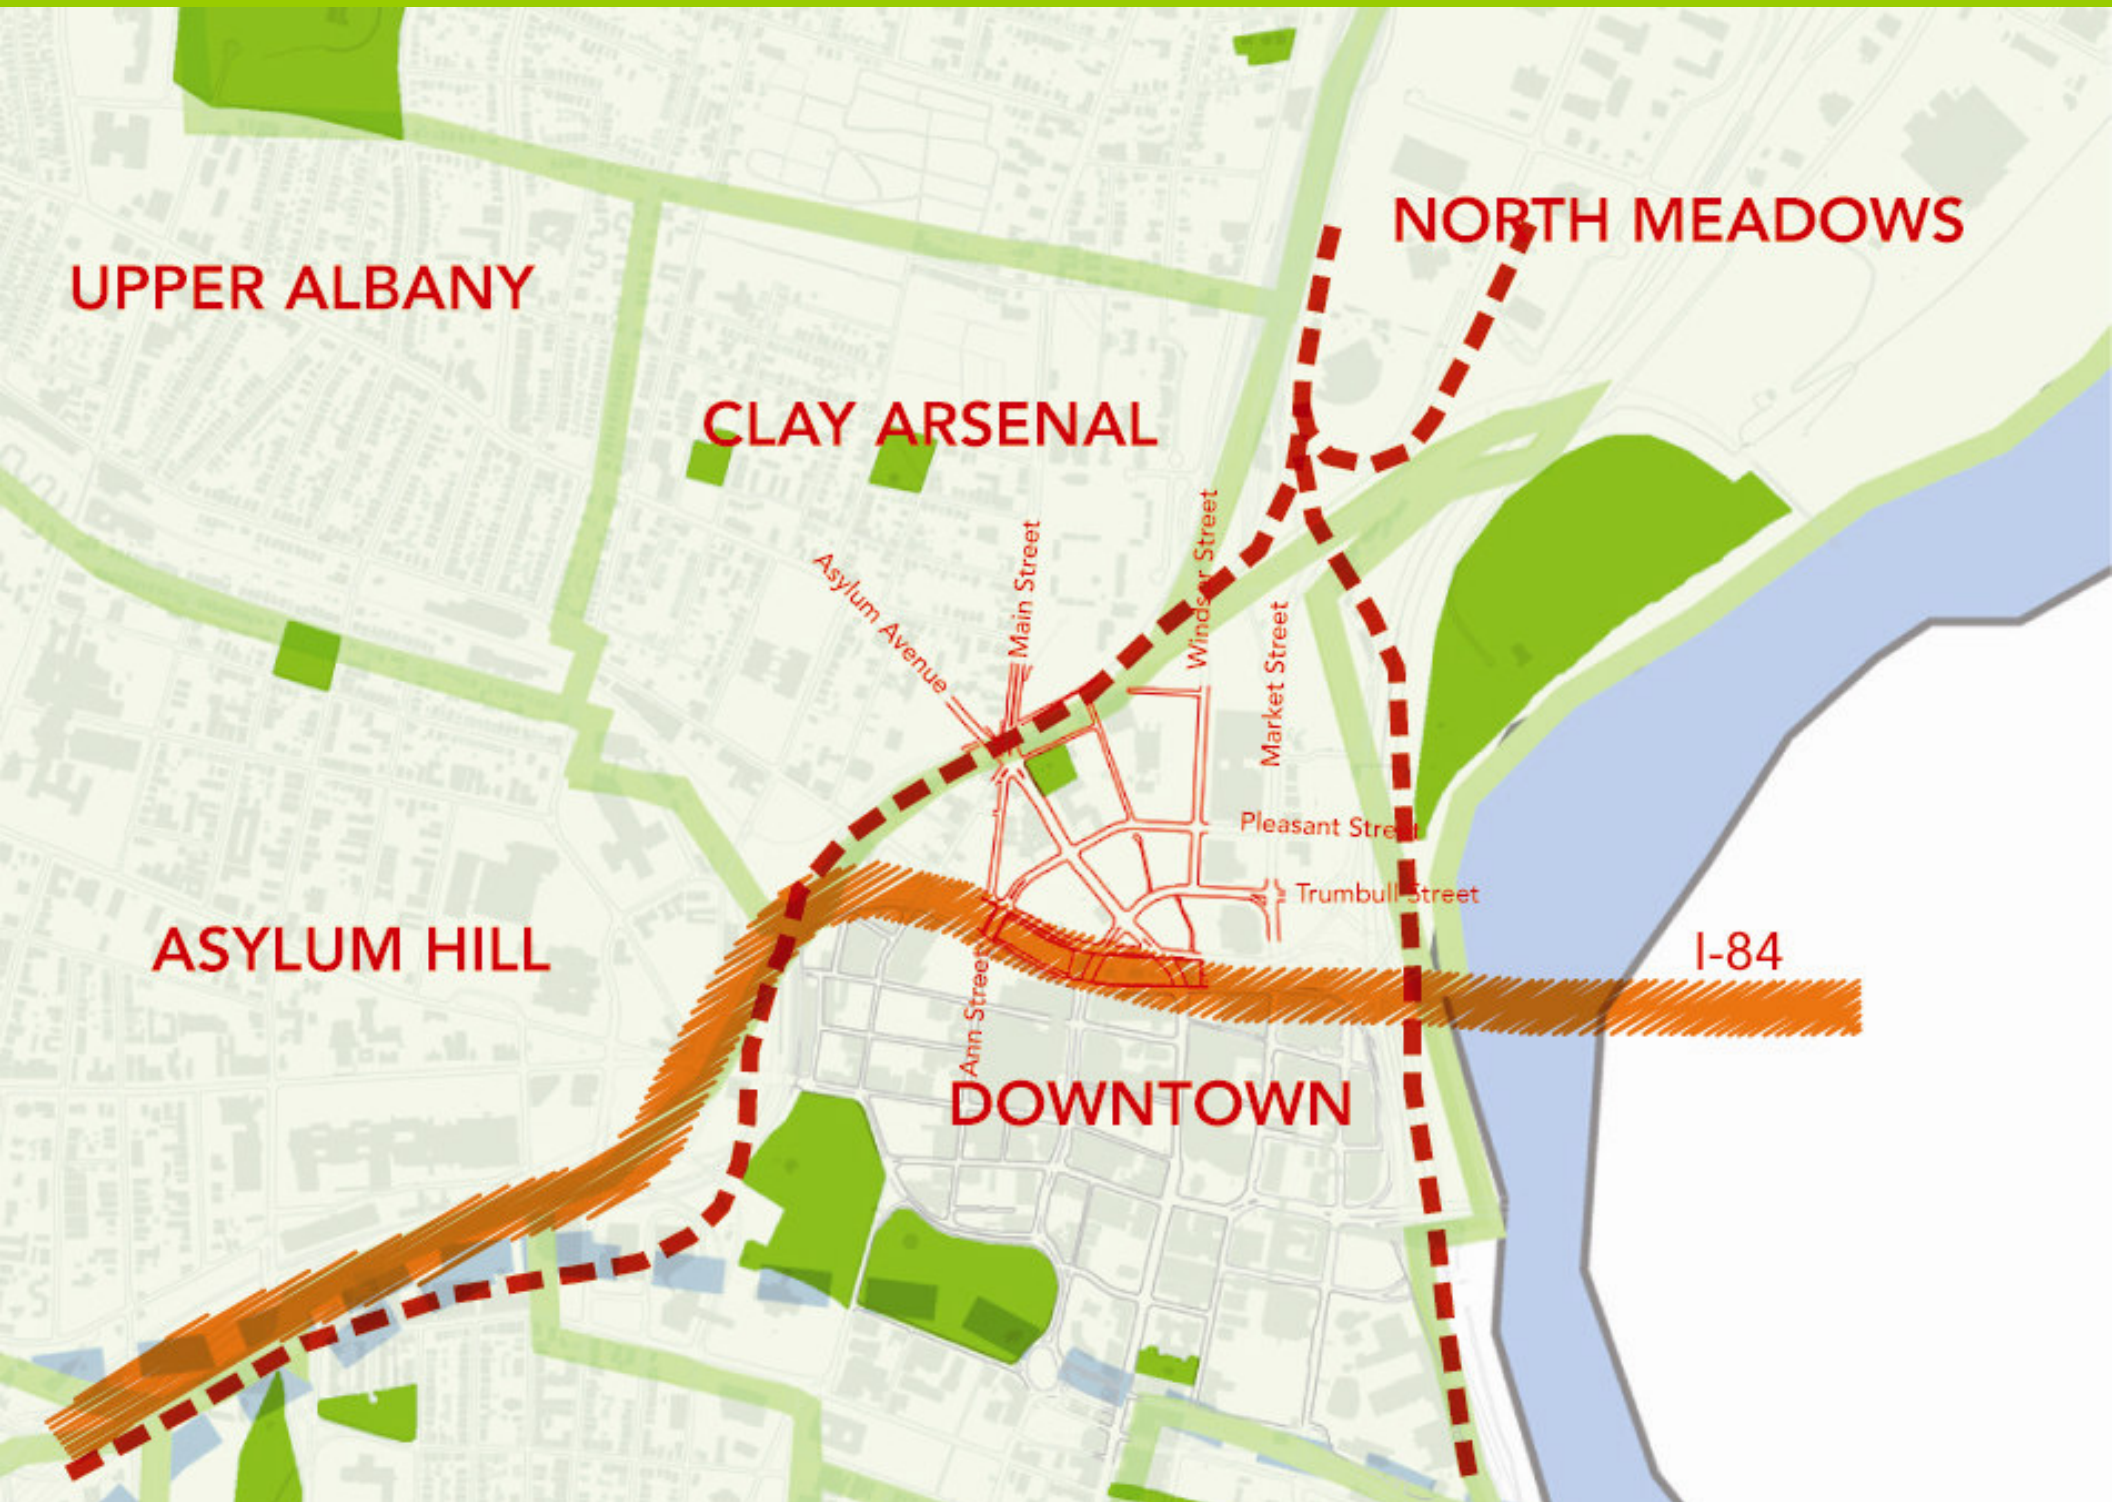 NORTH MEADOWS
UPPER ALBANY
CLAY ARSENAL
Asylum Avenue
Main Street
Windsor Street
Market Street
Pleasant Street
Trumbull Street
ASYLUM HILL
I-84
Ann Street
DOWNTOWN